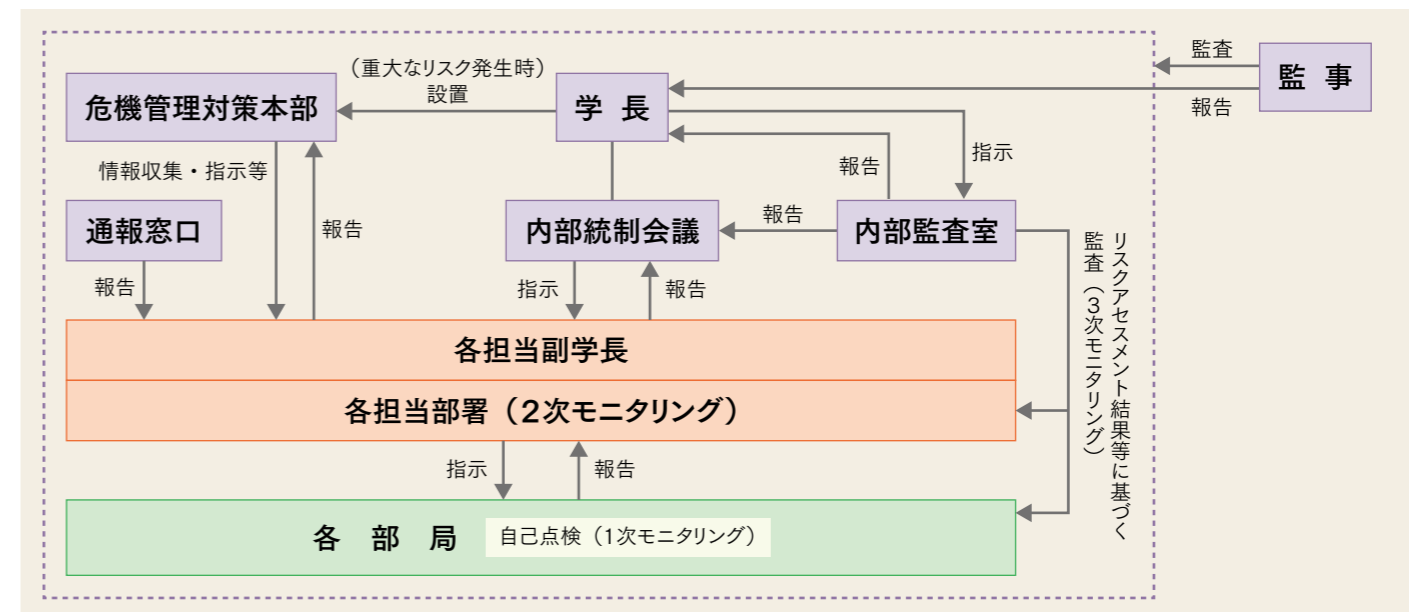 監査
監 事
報告
（重大なリスク発生時）
設置
危機管理対策本部
学 長
指示
報告
情報収集・指示等
通報窓口
報告
内部統制会議
報告
内部監査室
報告
指示
報告
リスクアセスメント結果等に基づく
監査（３次モニタリング）
各担当副学長
各担当部署（２次モニタリング）
指示
報告
各 部 局
自己点検（１次モニタリング）